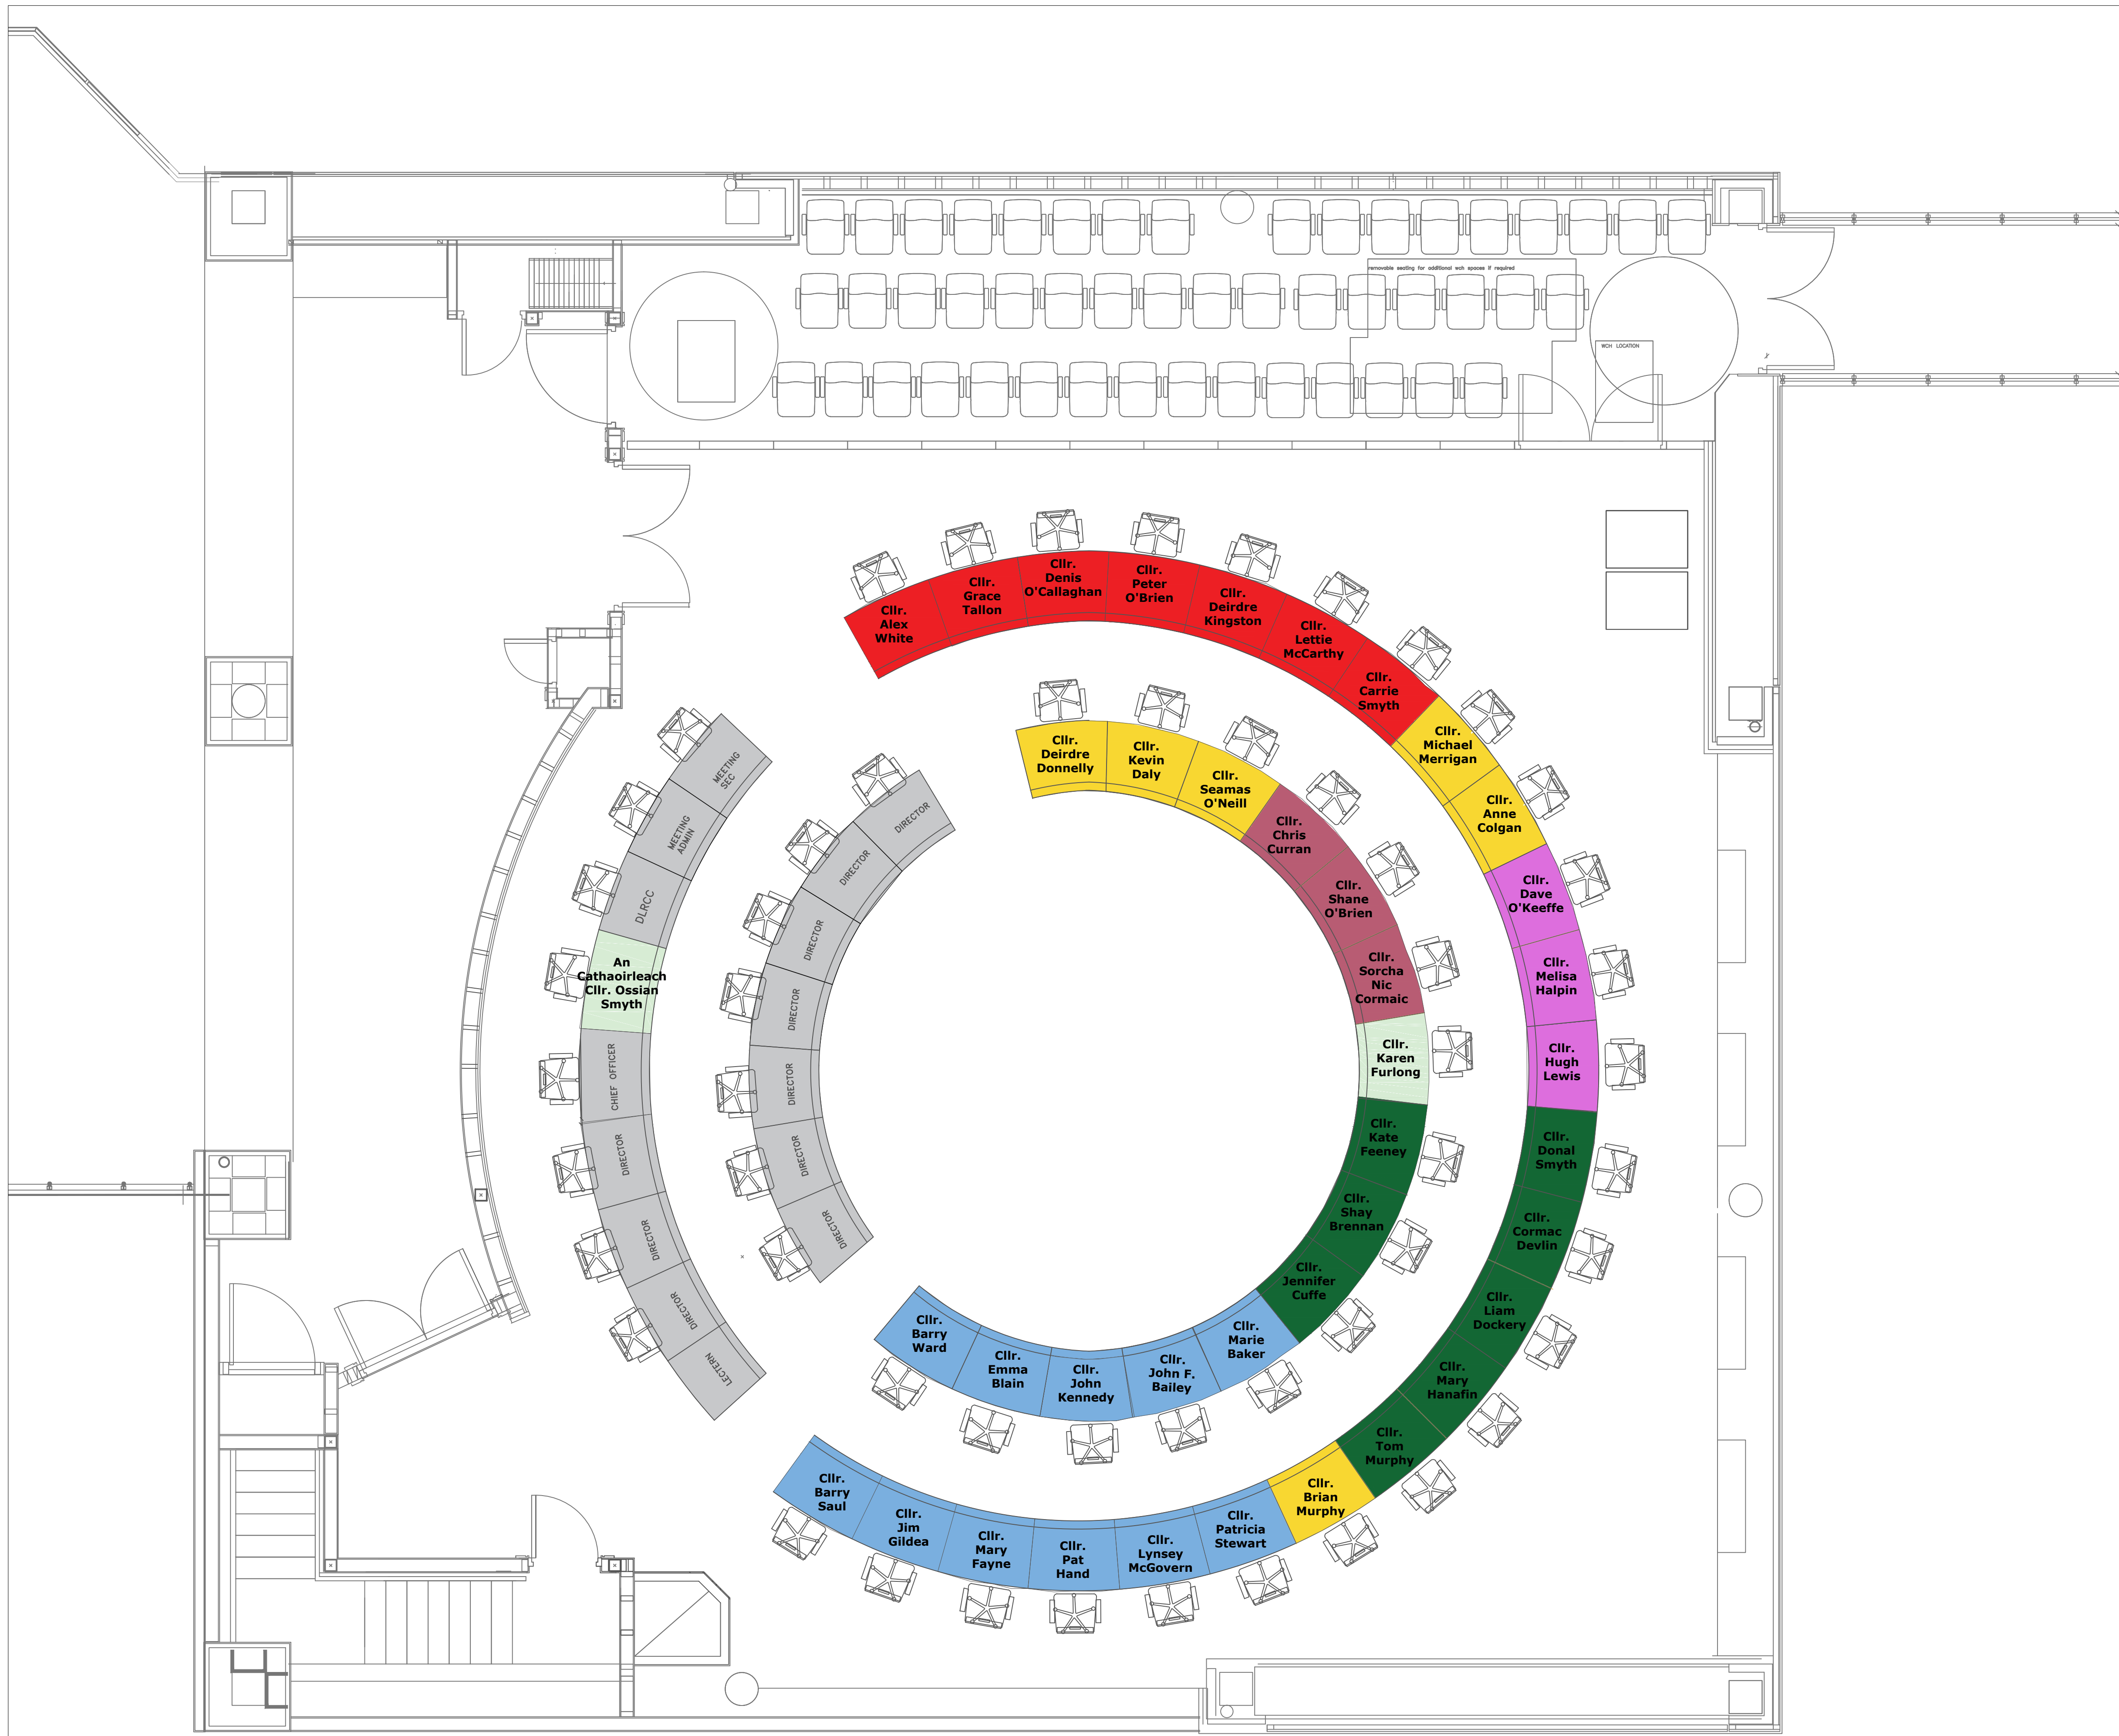 removable seating for additional wch spaces if required
WCH LOCATION
Cllr.
Alex
White
Cllr.
Grace
Tallon
Cllr.
Denis
O'Callaghan
Cllr.
Peter
O'Brien
Cllr.
Deirdre
Kingston
Cllr.
Lettie
McCarthy
Cllr.
Carrie
Smyth
Cllr.
Michael
Merrigan
Cllr.
Anne
Colgan
Cllr.
Dave
O'Keeffe
Cllr.
Melisa
Halpin
Cllr.
Hugh
Lewis
Cllr.
Donal
Smyth
Cllr.
Cormac
Devlin
Cllr.
Liam
Dockery
Cllr.
Mary
Hanafin
Cllr.
Tom
Murphy
Cllr.
Brian
Murphy
Cllr.
Patricia
Stewart
Cllr.
Lynsey
McGovern
Cllr.
Pat
Hand
Cllr.
Mary
Fayne
Cllr.
Jim
Gildea
Cllr.
Barry
Saul
Cllr.
Deirdre
Donnelly
Cllr.
Kevin
Daly
Cllr.
Seamas
O'Neill
Cllr.
Chris
Curran
Cllr.
Shane
O'Brien
Cllr.
Sorcha
Nic
Cormaic
Cllr.
Karen
Furlong
Cllr.
Kate
Feeney
Cllr.
Shay
Brennan
Cllr.
Jennifer
Cuffe
Cllr.
Marie
Baker
Cllr.
John F.
Bailey
Cllr.
John
Kennedy
Cllr.
Emma
Blain
Cllr.
Barry
Ward
MEETING
SEC
MEETING
ADMIN
DLRCC
An
Cathaoirleach
Cllr. Ossian
Smyth
CHIEF OFFICER
DIRECTOR
DIRECTOR
DIRECTOR
LECTERN
DIRECTOR
DIRECTOR
DIRECTOR
DIRECTOR
DIRECTOR
DIRECTOR
DIRECTOR